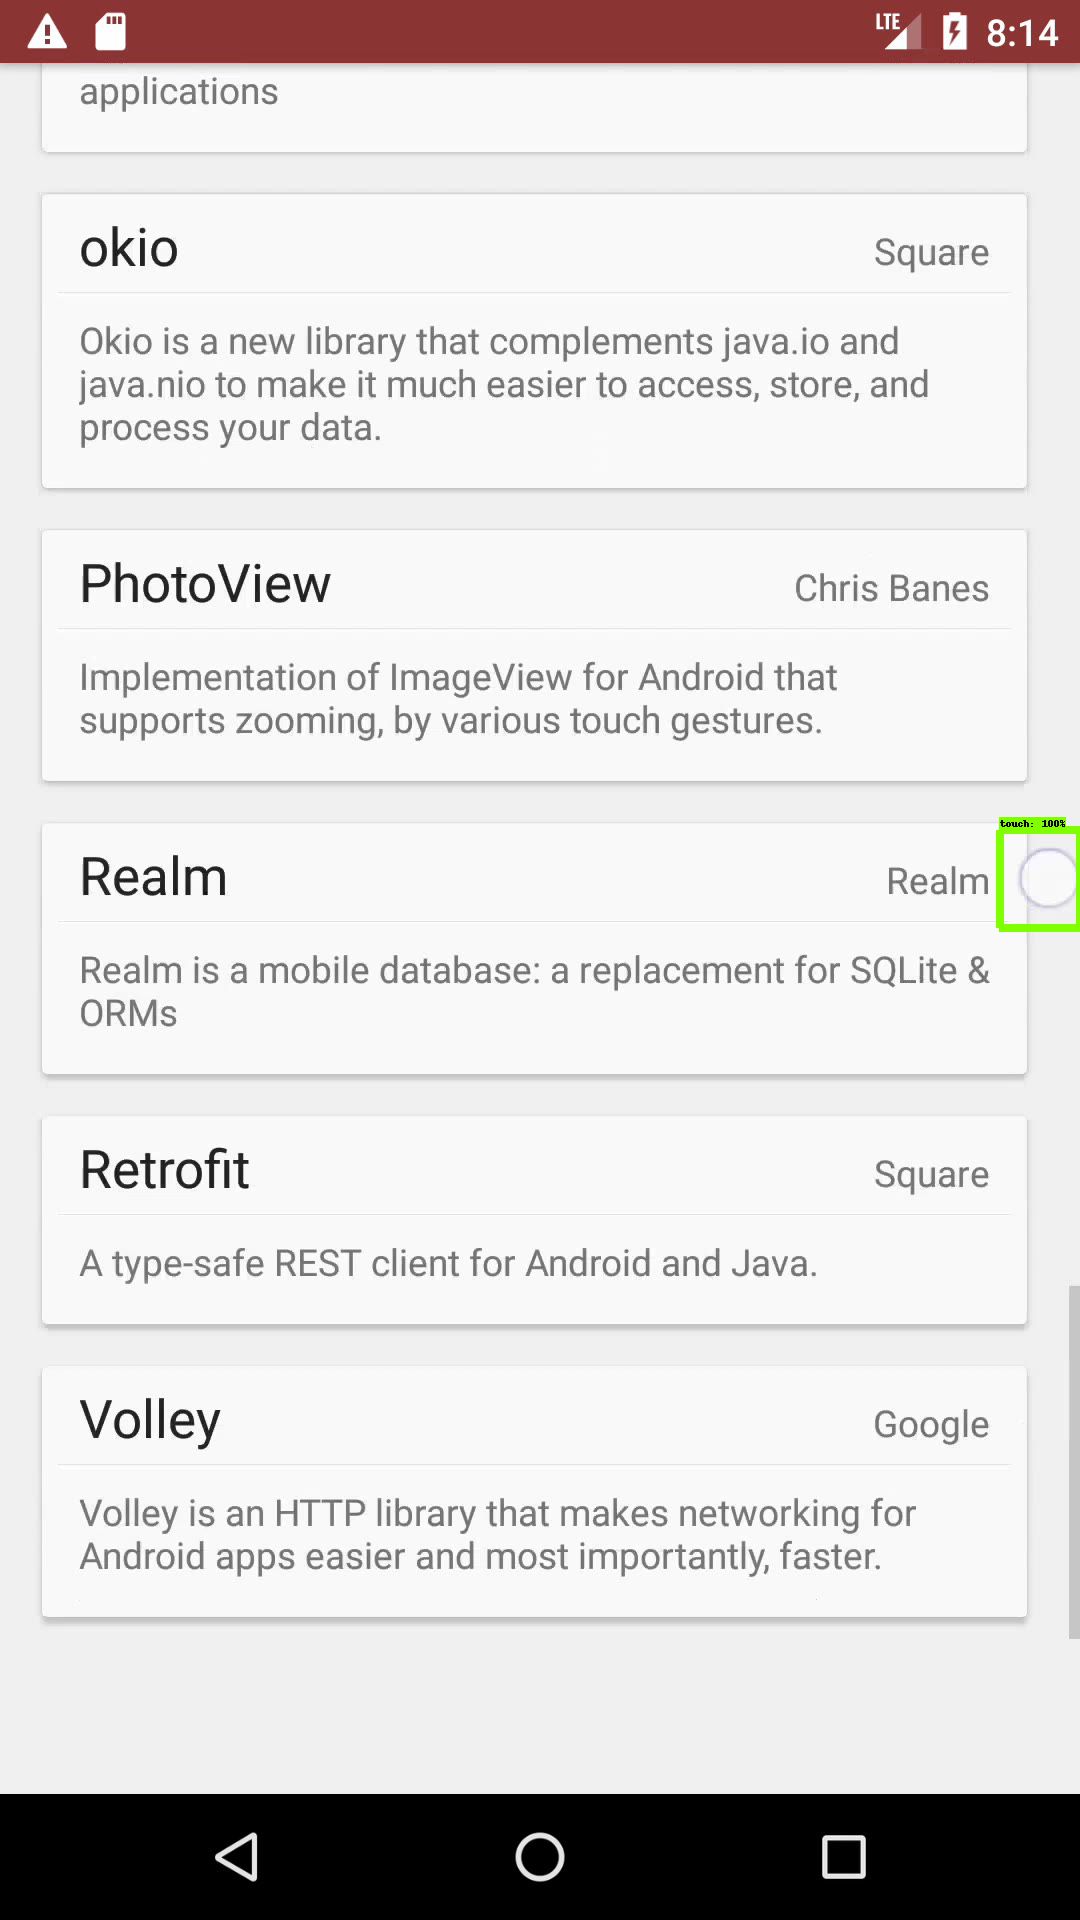 LTE 8:14
applications
okio Square
Okio is a new library that complements java.io and
java.nio to make it much easier to access, store, and
process your data.
PhotoView Chris Banes
Implementation of ImageView for Android that
supports zooming, by various touch gestures.
touch: 100%
Realm Realm
Realm is a mobile database: a replacement for SQLite &
ORMs
Retrofit Square
A type-safe REST client for Android and Java.
Volley Google
Volley is an HTTP library that makes networking for
Android apps easier and most importantly, faster.